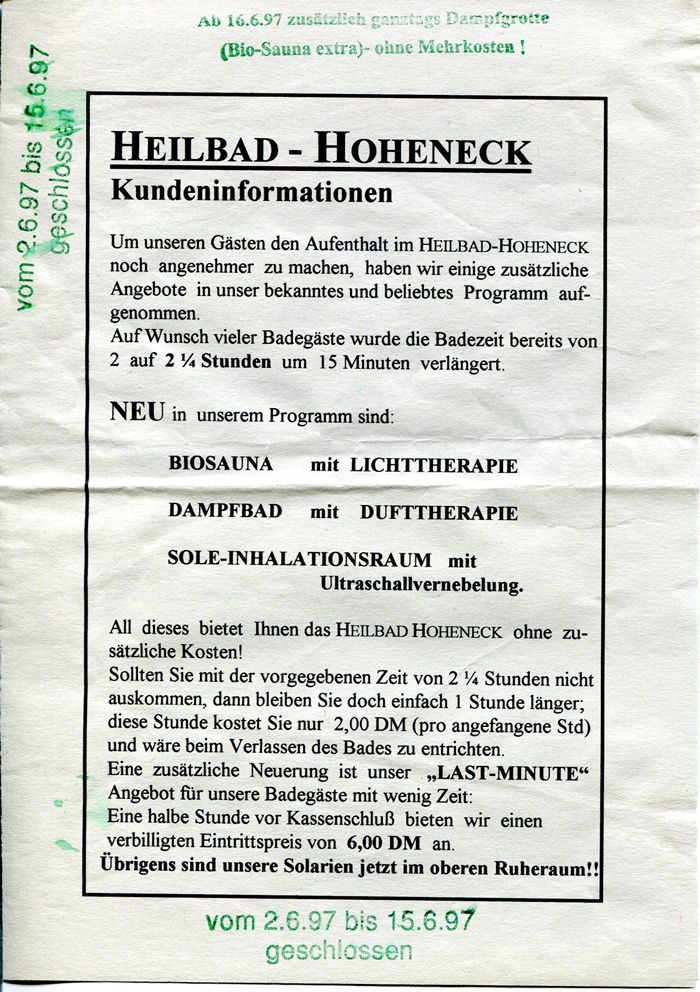 Ab 16.6.97 zusätzlich ganztags Dampfgrotte
(Bio-Sauna extra)- ohne Mehrkosten !
vom 2.6.97 bis 15.6.97
geschlossen
HEILBAD - HOHENECK
Kundeninformationen
Um unseren Gästen den Aufenthalt im HEILBAD-HOHENECK
noch angenehmer zu machen, haben wir einige zusätzliche
Angebote in unser bekanntes und beliebtes Programm auf-
genommen.
Auf Wunsch vieler Badegäste wurde die Badezeit bereits von
2 auf 2 ¼ Stunden um 15 Minuten verlängert.
NEU in unserem Programm sind:
BIOSAUNA mit LICHTTHERAPIE
DAMPFBAD mit DUFTTHERAPIE
SOLE-INHALATIONSRAUM mit
Ultraschallvernebelung.
All dieses bietet Ihnen das HEILBAD HOHENECK ohne zu-
sätzliche Kosten!
Sollten Sie mit der vorgegebenen Zeit von 2 ¼ Stunden nicht
auskommen, dann bleiben Sie doch einfach 1 Stunde länger;
diese Stunde kostet Sie nur 2,00 DM (pro angefangene Std)
und wäre beim Verlassen des Bades zu entrichten.
Eine zusätzliche Neuerung ist unser „LAST-MINUTE“
Angebot für unsere Badegäste mit wenig Zeit:
Eine halbe Stunde vor Kassenschluß bieten wir einen
verbilligten Eintrittspreis von 6,00 DM an.
Übrigens sind unsere Solarien jetzt im oberen Ruheraum!!
vom 2.6.97 bis 15.6.97
geschlossen